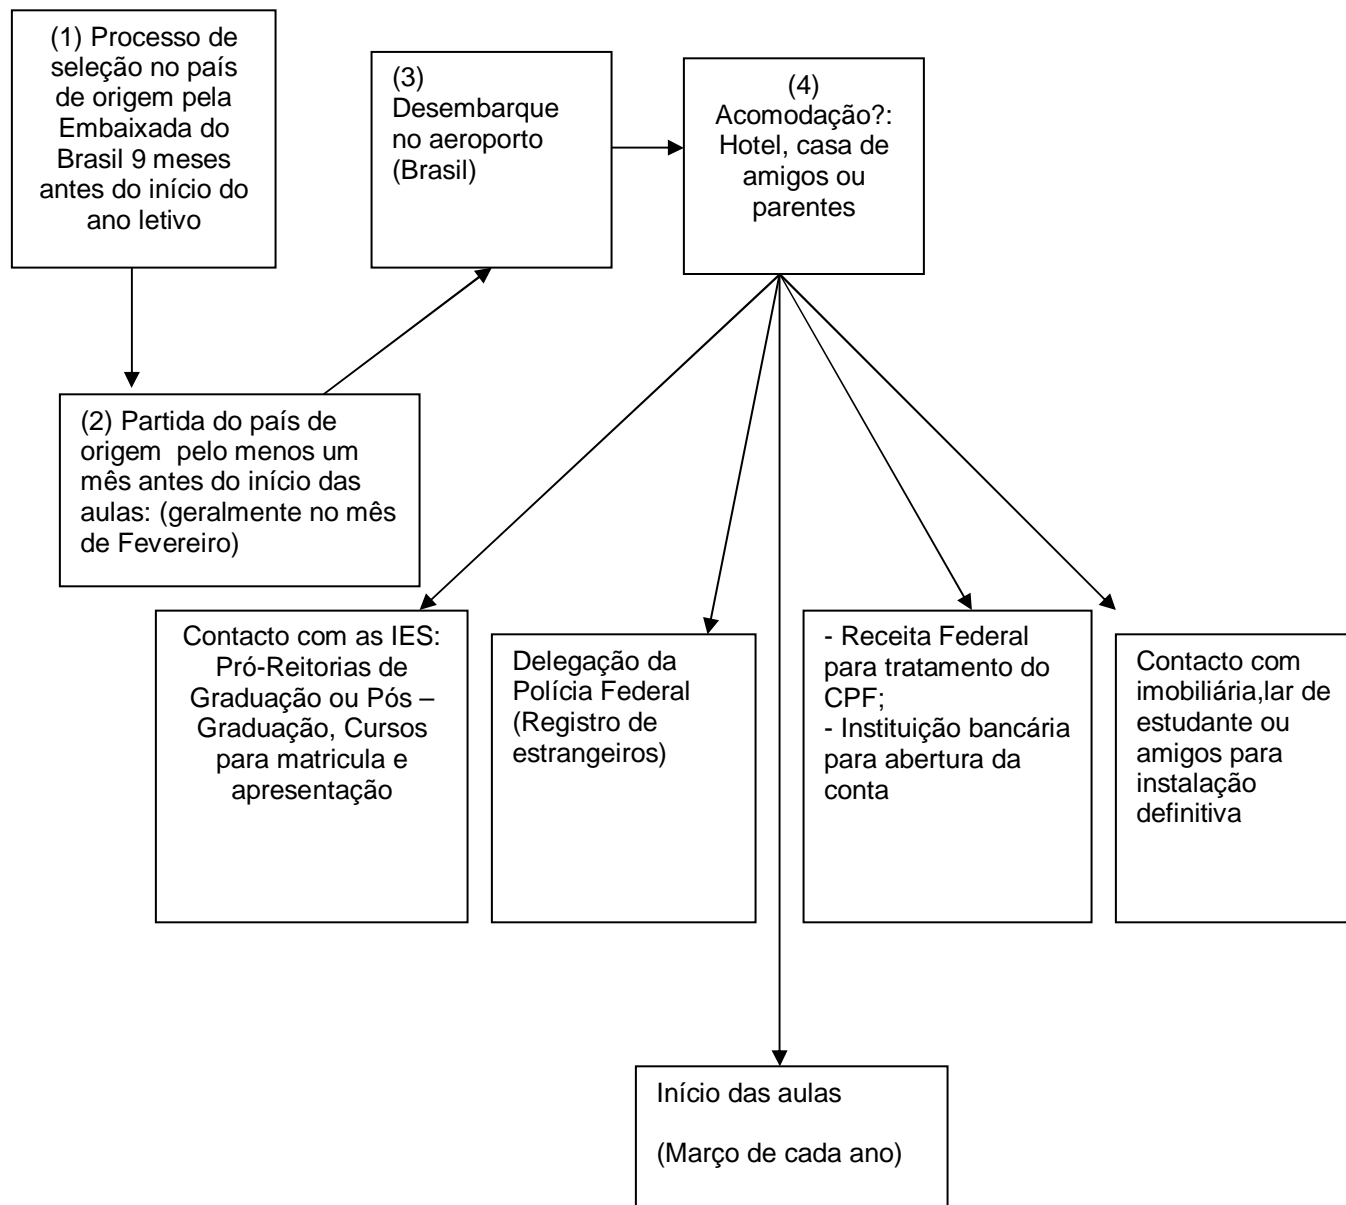 (1) Processo de
seleção no país
de origem pela
Embaixada do
Brasil 9 meses
antes do início do
ano letivo
(3)
Desembarque
no aeroporto
(Brasil)
(4)
Acomodação?:
Hotel, casa de
amigos ou
parentes
(2) Partida do país de
origem  pelo menos um
mês antes do início das
aulas: (geralmente no mês
de Fevereiro)
Contacto com as IES:
Pró-Reitorias de
Graduação ou Pós –
Graduação, Cursos
para matricula e
apresentação
Delegação da
Polícia Federal
(Registro de
estrangeiros)
- Receita Federal
para tratamento do
CPF;
- Instituição bancária
para abertura da
conta
Contacto com
imobiliária,lar de
estudante ou
amigos para
instalação
definitiva
Início das aulas
(Março de cada ano)